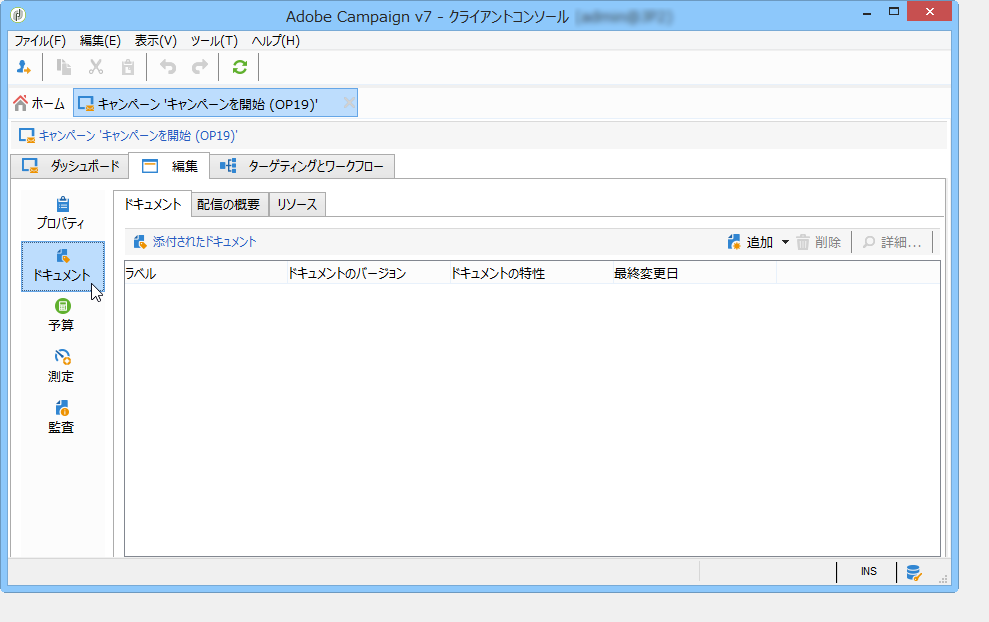 Adobe Campaign v7 - クライアントコンソール
ファイル(F) 編集(E) 表示(V) ツール(T) ヘルプ(H)
ホーム キャンペーン 'キャンペーンを開始 (OP19)'
キャンペーン 'キャンペーンを開始 (OP19)'
ダッシュボード 編集 ターゲティングとワークフロー
プロパティ
ドキュメント
予算
測定
監査
ドキュメント 配信の概要 リソース
添付されたドキュメント 追加 削除 詳細...
ラベル ドキュメントのバージョン ドキュメントの特性 最終変更日
INS